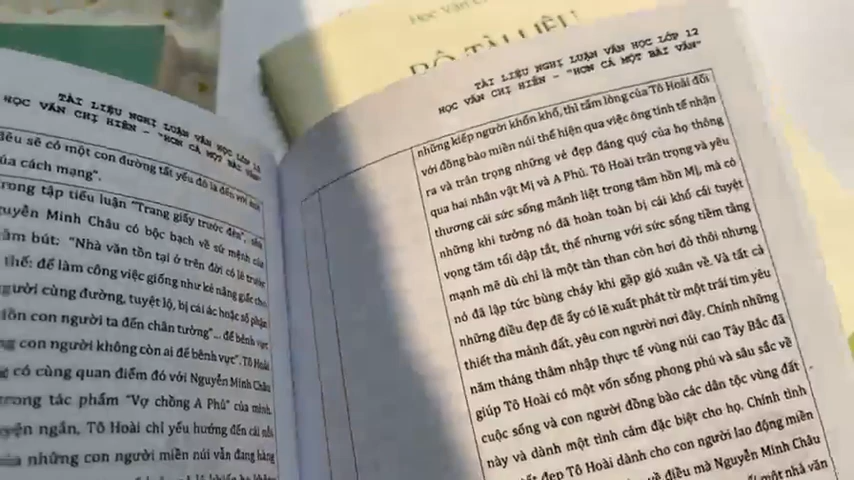 Học Văn C
BỘ TÀI LIỆU
TÀI LIỆU NGHỊ LUẬN VĂN HỌC LỚP 12
HỌC VĂN CHỊ HIÊN - "HƠN CẢ MỘT BÀI VĂN"
đều sẽ có một con đường tất yếu đó là đến với
của cách mạng".
trong tập tiểu luận "Trang giấy trước đèn",
Nguyễn Minh Châu có bộc bạch về sứ mệnh của
cầm bút: "Nhà văn tồn tại ở trên đời có lẽ trước
thế: để làm công việc giống như kẻ nâng giấc cho
người cùng đường, tuyệt lộ, bị cái ác hoặc số phận
dồn con người ta đến chân tường"... để bênh vực
con người không còn ai để bênh vực". Tô Hoài
có cùng quan điểm đó với Nguyễn Minh Châu
trong tác phẩm "Vợ chồng A Phủ" của mình.
truyện ngắn, Tô Hoài chỉ yếu hướng đến cái
những con người miền núi vẫn đang hàng
TÀI LIỆU NGHỊ LUẬN VĂN HỌC LỚP 12
HỌC VĂN CHỊ HIÊN - "HƠN CẢ MỘT BÀI VĂN"
những kiếp người khốn khổ, thì tấm lòng của Tô Hoài đối
với đồng bào miền núi thể hiện qua việc ông tinh tế nhận
ra và trân trọng những vẻ đẹp đáng quý của họ thông
qua hai nhân vật Mị và A Phủ. Tô Hoài trân trọng và yêu
thương cái sức sống mãnh liệt trong tâm hồn Mị, mà có
những khi tưởng nó đã hoàn toàn bị cái khổ cái tuyệt
vọng tăm tối dập tắt, thế nhưng với sức sống tiềm tàng
mạnh mẽ dù chỉ là một tàn than còn hơi đỏ thôi nhưng
nó đã lập tức bùng cháy khi gặp gió xuân về. Và tất cả
những điều đẹp đẽ ấy có lẽ xuất phát từ một trái tim yêu
thiết tha mảnh đất, yêu con người nơi đây. Chính những
năm tháng thâm nhập thực tế vùng núi cao Tây Bắc đã
giúp Tô Hoài có một vốn sống phong phú và sâu sắc về
cuộc sống và con người đồng bào các dân tộc vùng đất
này và dành một tình cảm đặc biệt cho họ. Chính tình
đẹp Tô Hoài dành cho con người lao động miền
về điều mà Nguyễn Minh Châu
một nhà văn